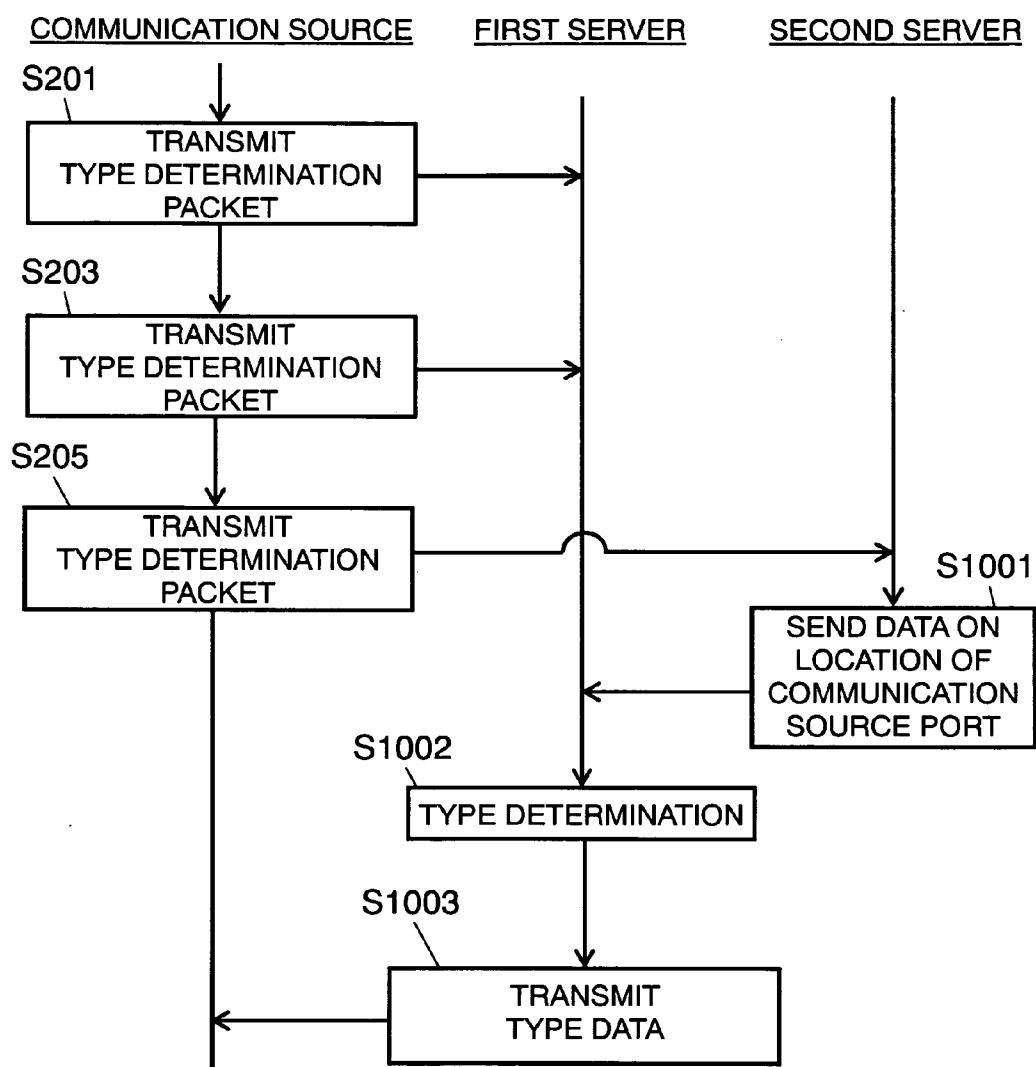 COMMUNICATION SOURCE
FIRST SERVER
SECOND SERVER
S201
TRANSMIT
TYPE DETERMINATION
PACKET
S203
TRANSMIT
TYPE DETERMINATION
PACKET
S205
TRANSMIT
TYPE DETERMINATION
PACKET
S1001
SEND DATA ON
LOCATION OF
COMMUNICATION
SOURCE PORT
S1002
TYPE DETERMINATION
S1003
TRANSMIT
TYPE DATA